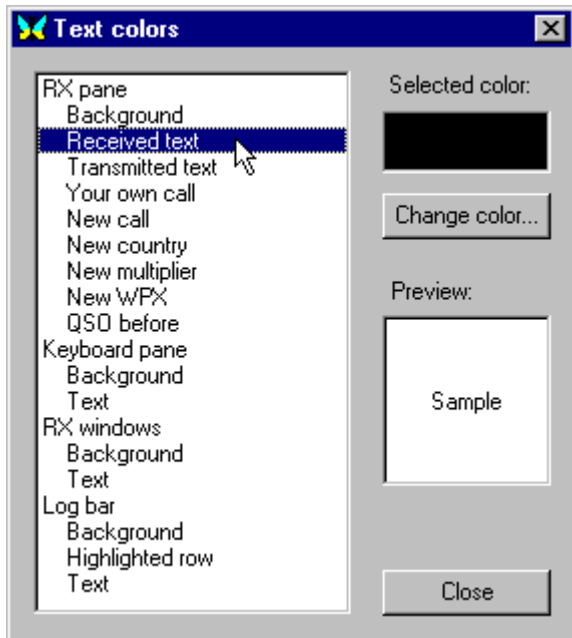 Text colors
RX pane
Background
Received text
Transmitted text
Your own call
New call
New country
New multiplier
New WPX
QSO before
Keyboard pane
Background
Text
RX windows
Background
Text
Log bar
Background
Highlighted row
Text
Selected color:
Change color...
Preview:
Sample
Close